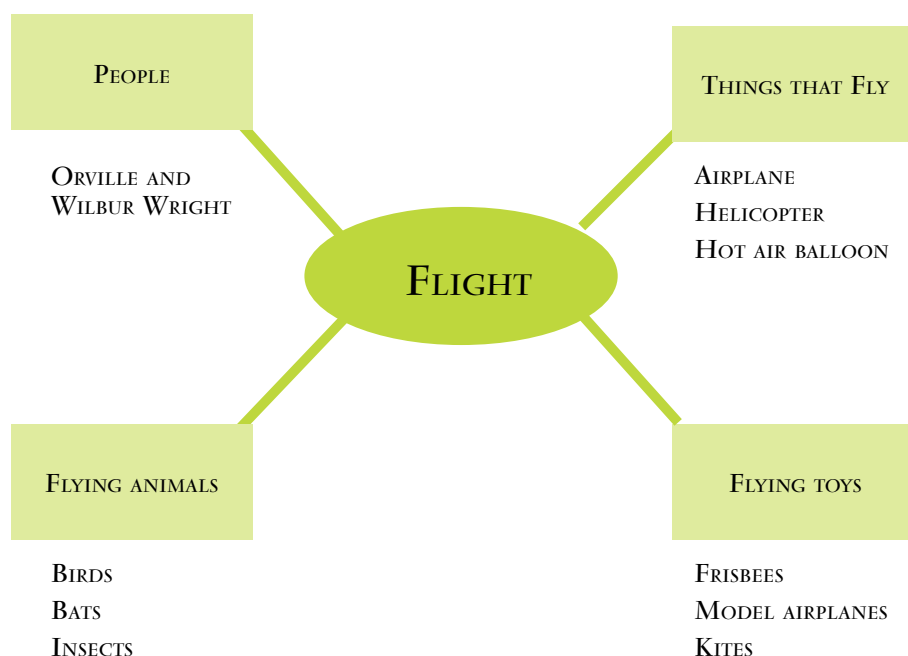 People
Orville and
Wilbur Wright
Things that Fly
Airplane
Helicopter
Hot air balloon
Flight
Flying animals
Birds
Bats
Insects
Flying toys
Frisbees
Model airplanes
Kites